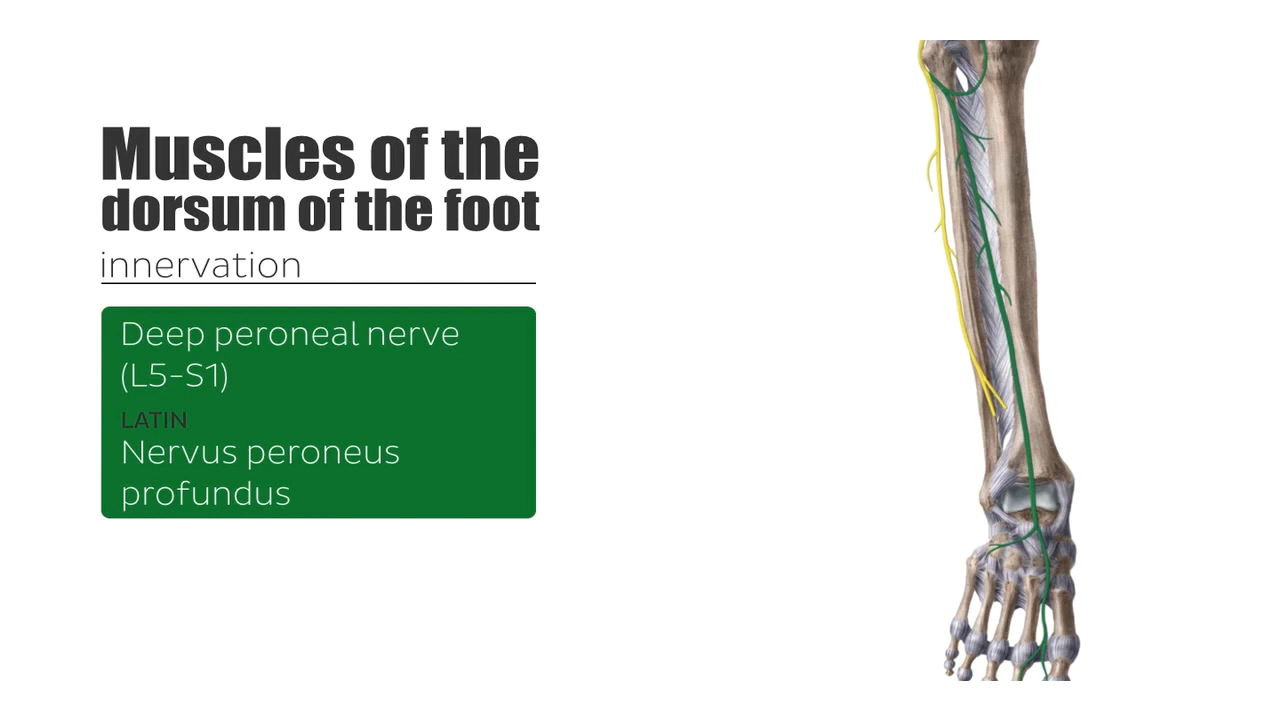 Muscles of the
dorsum of the foot
innervation
Deep peroneal nerve
(L5-S1)
LATIN
Nervus peroneus
profundus